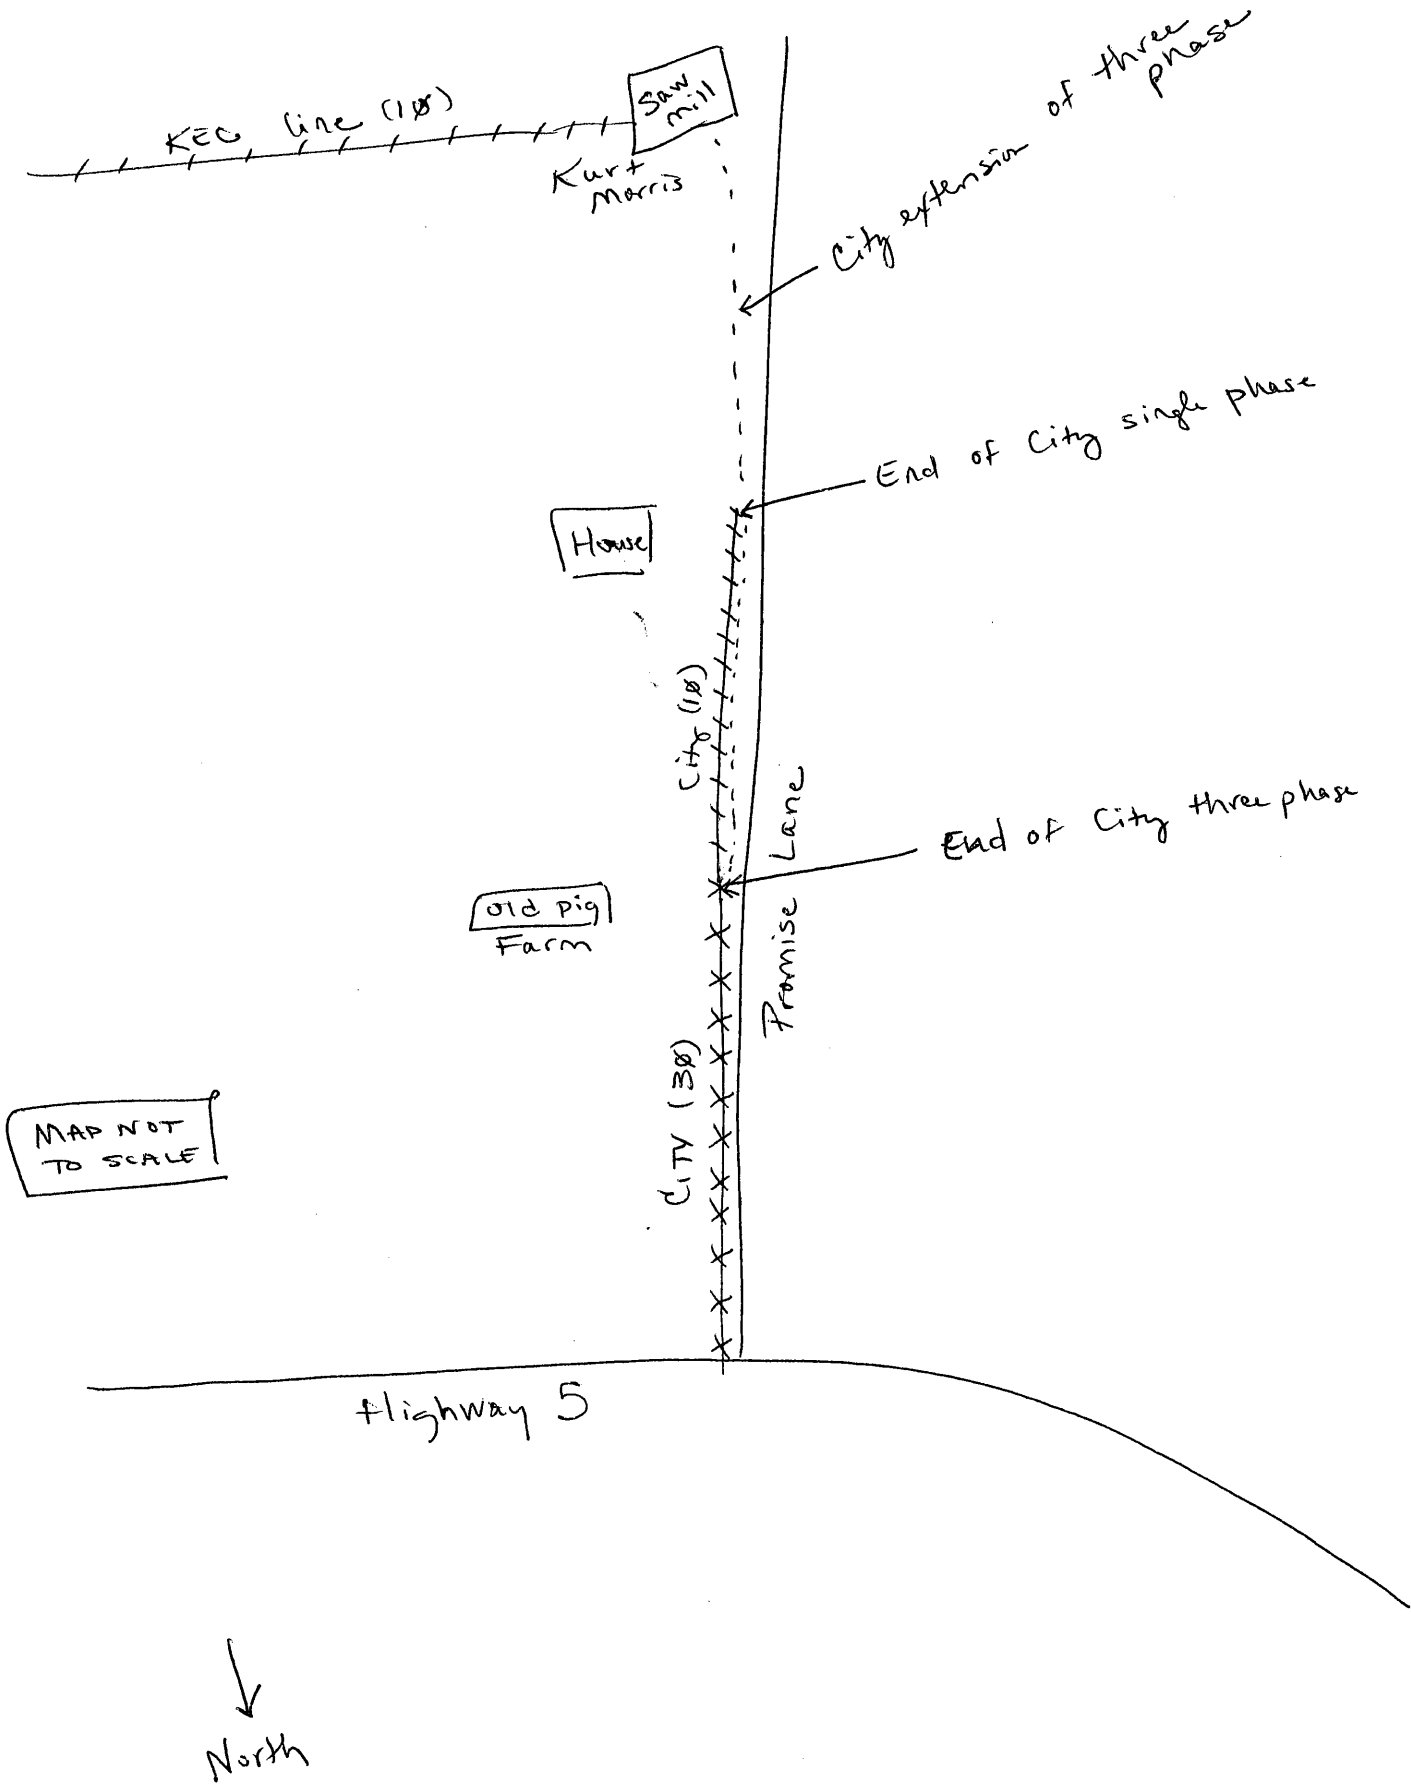 KEC line (1ø)
Saw
mill
Kurt
Morris
City extension of three
phase
End of City single phase
House
City (1ø)
Promise Lane
End of City three phase
Old pig
Farm
CITY (3ø)
MAP NOT
TO SCALE
Highway 5
North